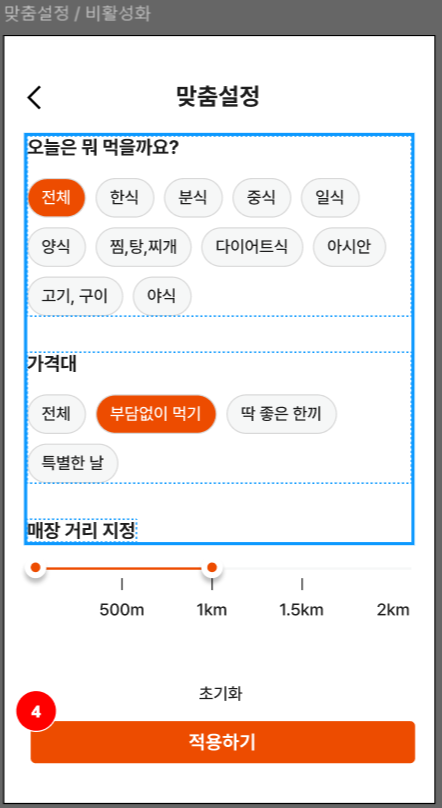 맞춤설정 / 비활성화
맞춤설정
오늘은 뭐 먹을까요?
전체 한식 분식 중식 일식
양식 찜,탕,찌개 다이어트식 아시안
고기, 구이 야식
가격대
전체 부담없이 먹기 딱 좋은 한끼
특별한 날
매장 거리 지정
500m 1km 1.5km 2km
초기화
4
적용하기